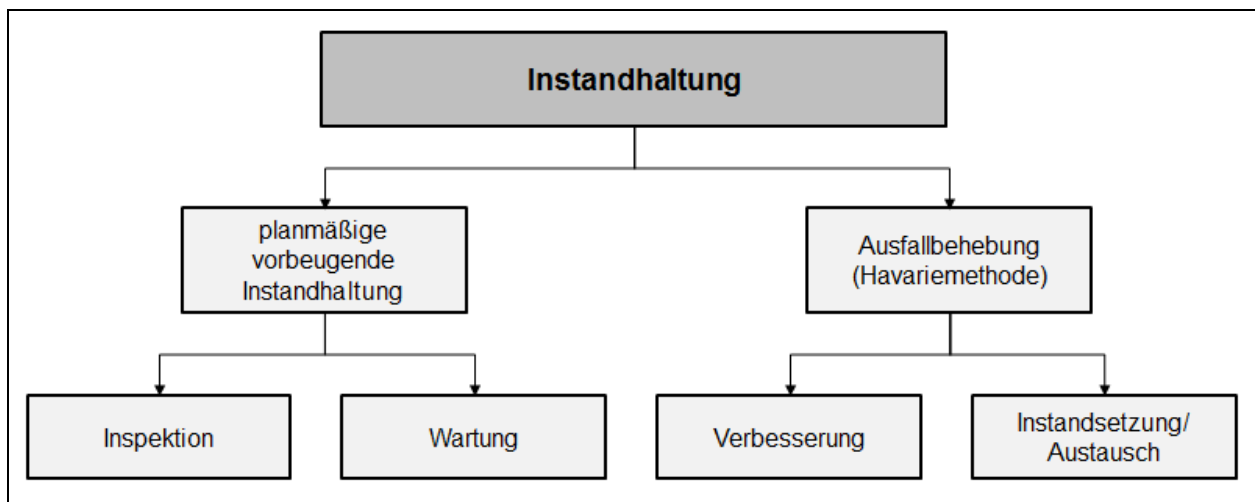 Instandhaltung
planmäßige
vorbeugende
Instandhaltung
Ausfallbehebung
(Havariemethode)
Inspektion
Wartung
Verbesserung
Instandsetzung/
Austausch